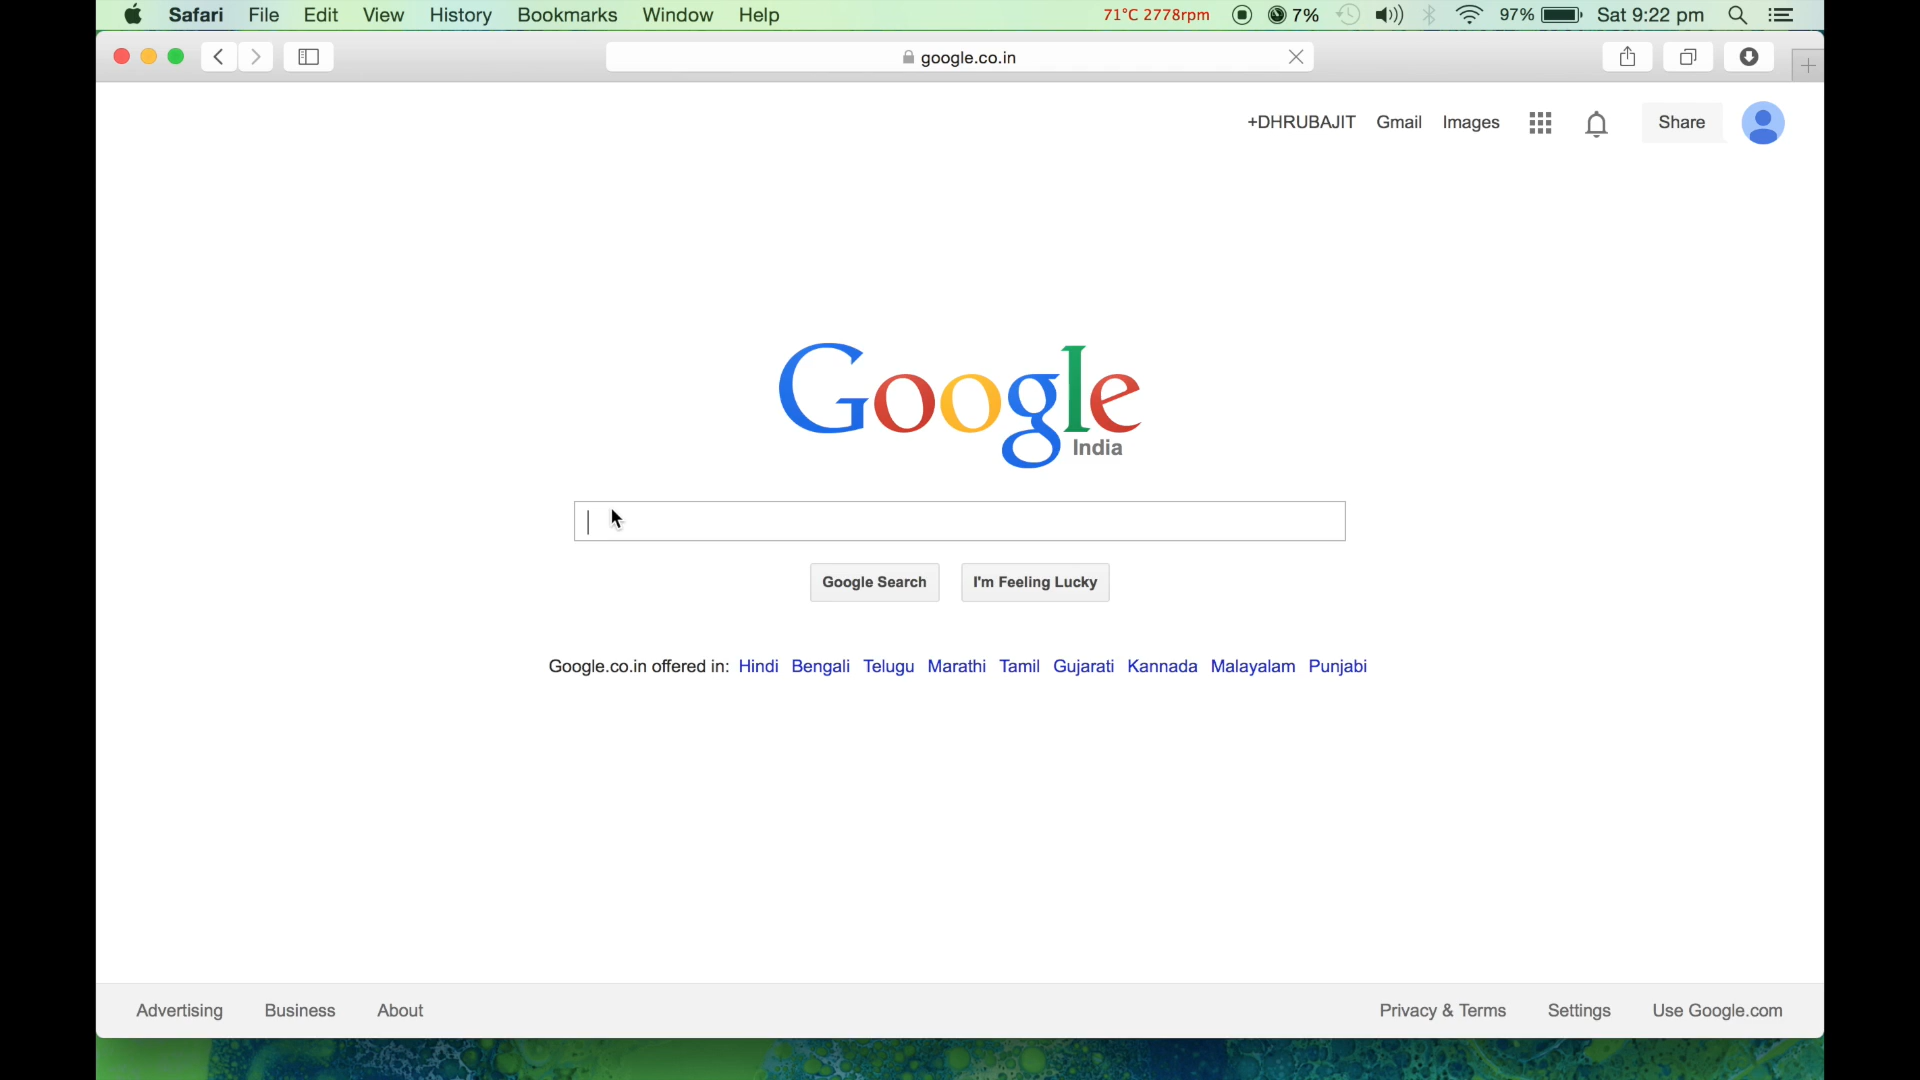 Safari File Edit View History Bookmarks Window Help 71°C 2778rpm 7% 97% Sat 9:22 pm
google.co.in
+DHRUBAJIT Gmail Images Share
Google
India
Google Search I'm Feeling Lucky
Google.co.in offered in: Hindi Bengali Telugu Marathi Tamil Gujarati Kannada Malayalam Punjabi
Advertising Business About Privacy & Terms Settings Use Google.com